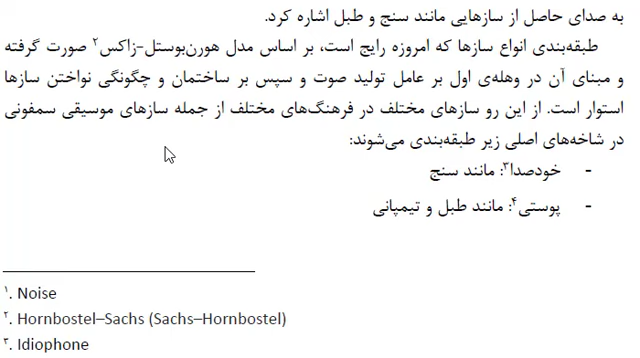 به صدای حاصل از سازهایی مانند سنج و طبل اشاره کرد.
طبقه‌بندی انواع سازها که امروزه رایج است، بر اساس مدل هورن‌بوستل-زاکس۲ صورت گرفته
و مبنای آن در وهله‌ی اول بر عامل تولید صوت و سپس بر ساختمان و چگونگی نواختن سازها
استوار است. از این رو سازهای مختلف در فرهنگ‌های مختلف از جمله سازهای موسیقی سمفونی
در شاخه‌های اصلی زیر طبقه‌بندی می‌شوند:
- خودصدا۳: مانند سنج
- پوستی۴: مانند طبل و تیمپانی
۱. Noise
۲. Hornbostel–Sachs (Sachs–Hornbostel)
۳. Idiophone